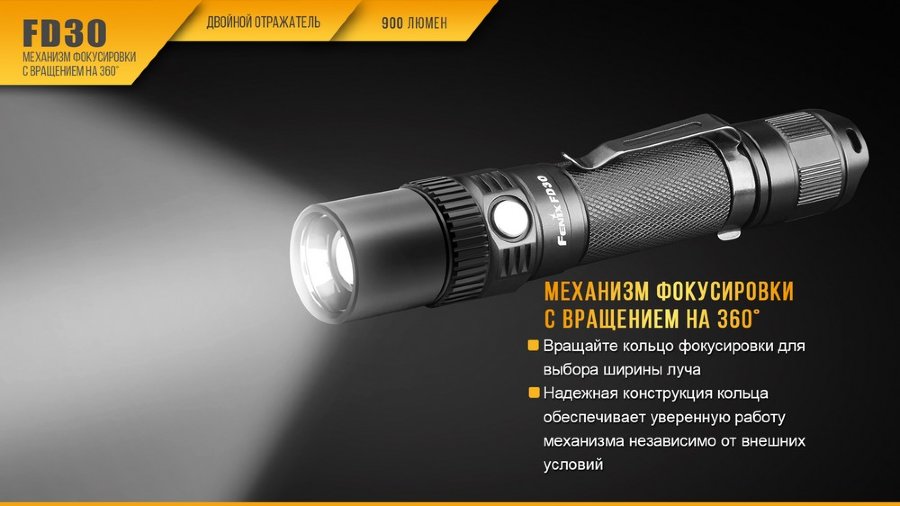 FD30
МЕХАНИЗМ ФОКУСИРОВКИ
С ВРАЩЕНИЕМ НА 360°
ДВОЙНОЙ ОТРАЖАТЕЛЬ
900 ЛЮМЕН
FENIX FD30
МЕХАНИЗМ ФОКУСИРОВКИ
С ВРАЩЕНИЕМ НА 360°
Вращайте кольцо фокусировки для
выбора ширины луча
Надежная конструкция кольца
обеспечивает уверенную работу
механизма независимо от внешних
условий